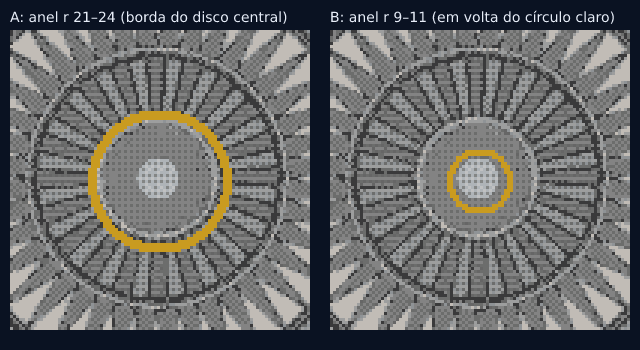 A: anel r 21–24 (borda do disco central)
B: anel r 9–11 (em volta do círculo claro)